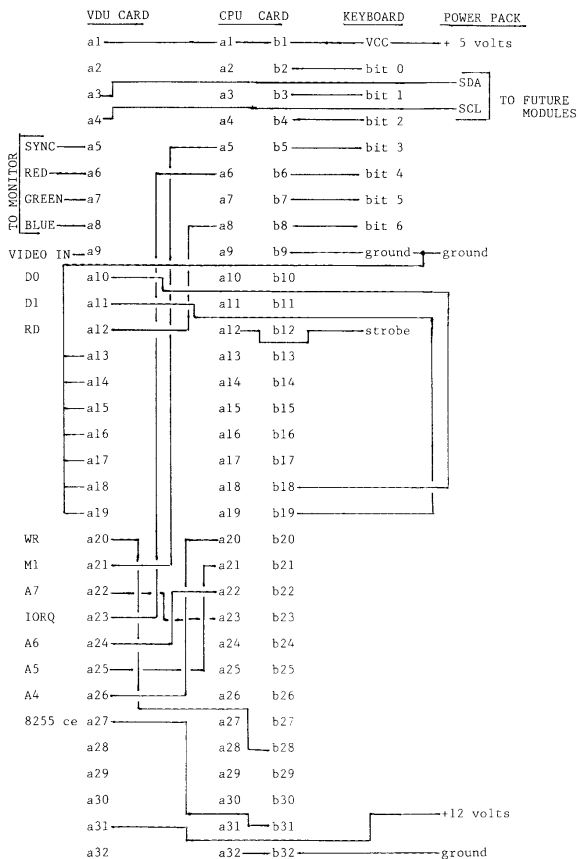 VDU CARD CPU CARD KEYBOARD POWER PACK
a1 a1 b1 VCC + 5 volts
a2 a2 b2 bit 0
SDA
a3 a3 b3 bit 1
TO FUTURE MODULES
SCL
a4 a4 b4 bit 2
TO MONITOR
SYNC a5 a5 b5 bit 3
RED a6 a6 b6 bit 4
GREEN a7 a7 b7 bit 5
BLUE a8 a8 b8 bit 6
VIDEO IN a9 a9 b9 ground ground
D0 a10 a10 b10
D1 a11 a11 b11
RD a12 a12 b12 strobe
a13 a13 b13
a14 a14 b14
a15 a15 b15
a16 a16 b16
a17 a17 b17
a18 a18 b18
a19 a19 b19
WR a20 a20 b20
M1 a21 a21 b21
A7 a22 a22 b22
IORQ a23 a23 b23
A6 a24 a24 b24
A5 a25 a25 b25
A4 a26 a26 b26
8255 ce a27 a27 b27
a28 a28 b28
a29 a29 b29
a30 a30 b30
+12 volts
a31 a31 b31
a32 a32 b32 ground